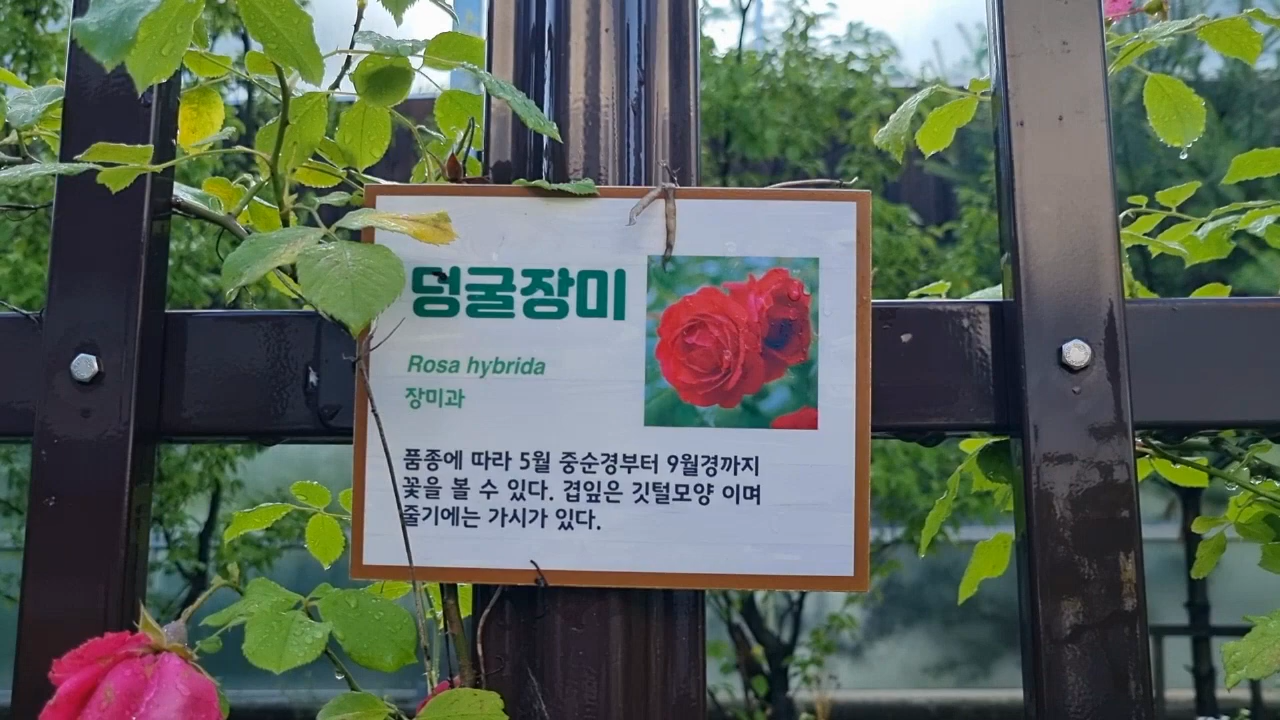 덩굴장미
Rosa hybrida
장미과
품종에 따라 5월 중순경부터 9월경까지
꽃을 볼 수 있다. 겹잎은 깃털모양 이며
줄기에는 가시가 있다.